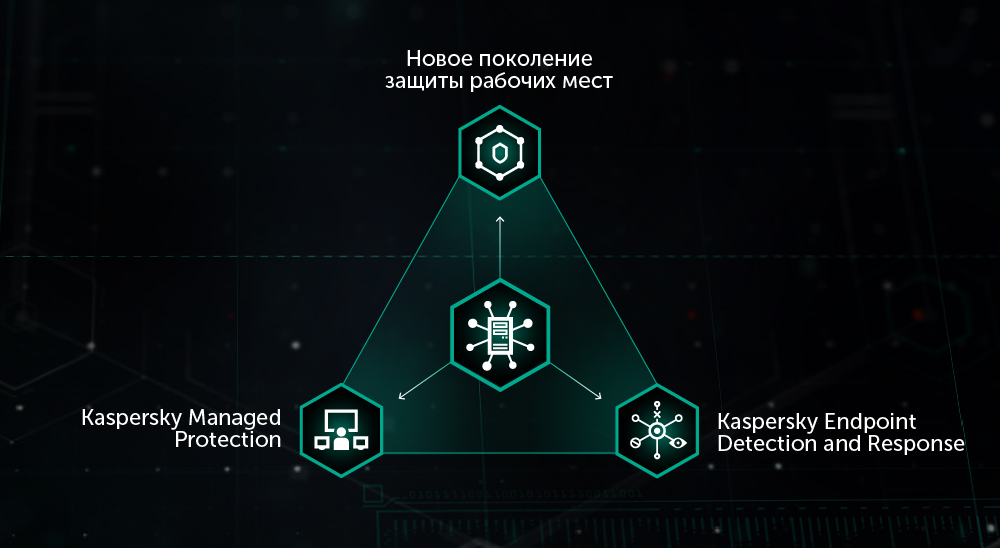 Новое поколение
защиты рабочих мест
Kaspersky Managed
Protection
Kaspersky Endpoint
Detection and Response